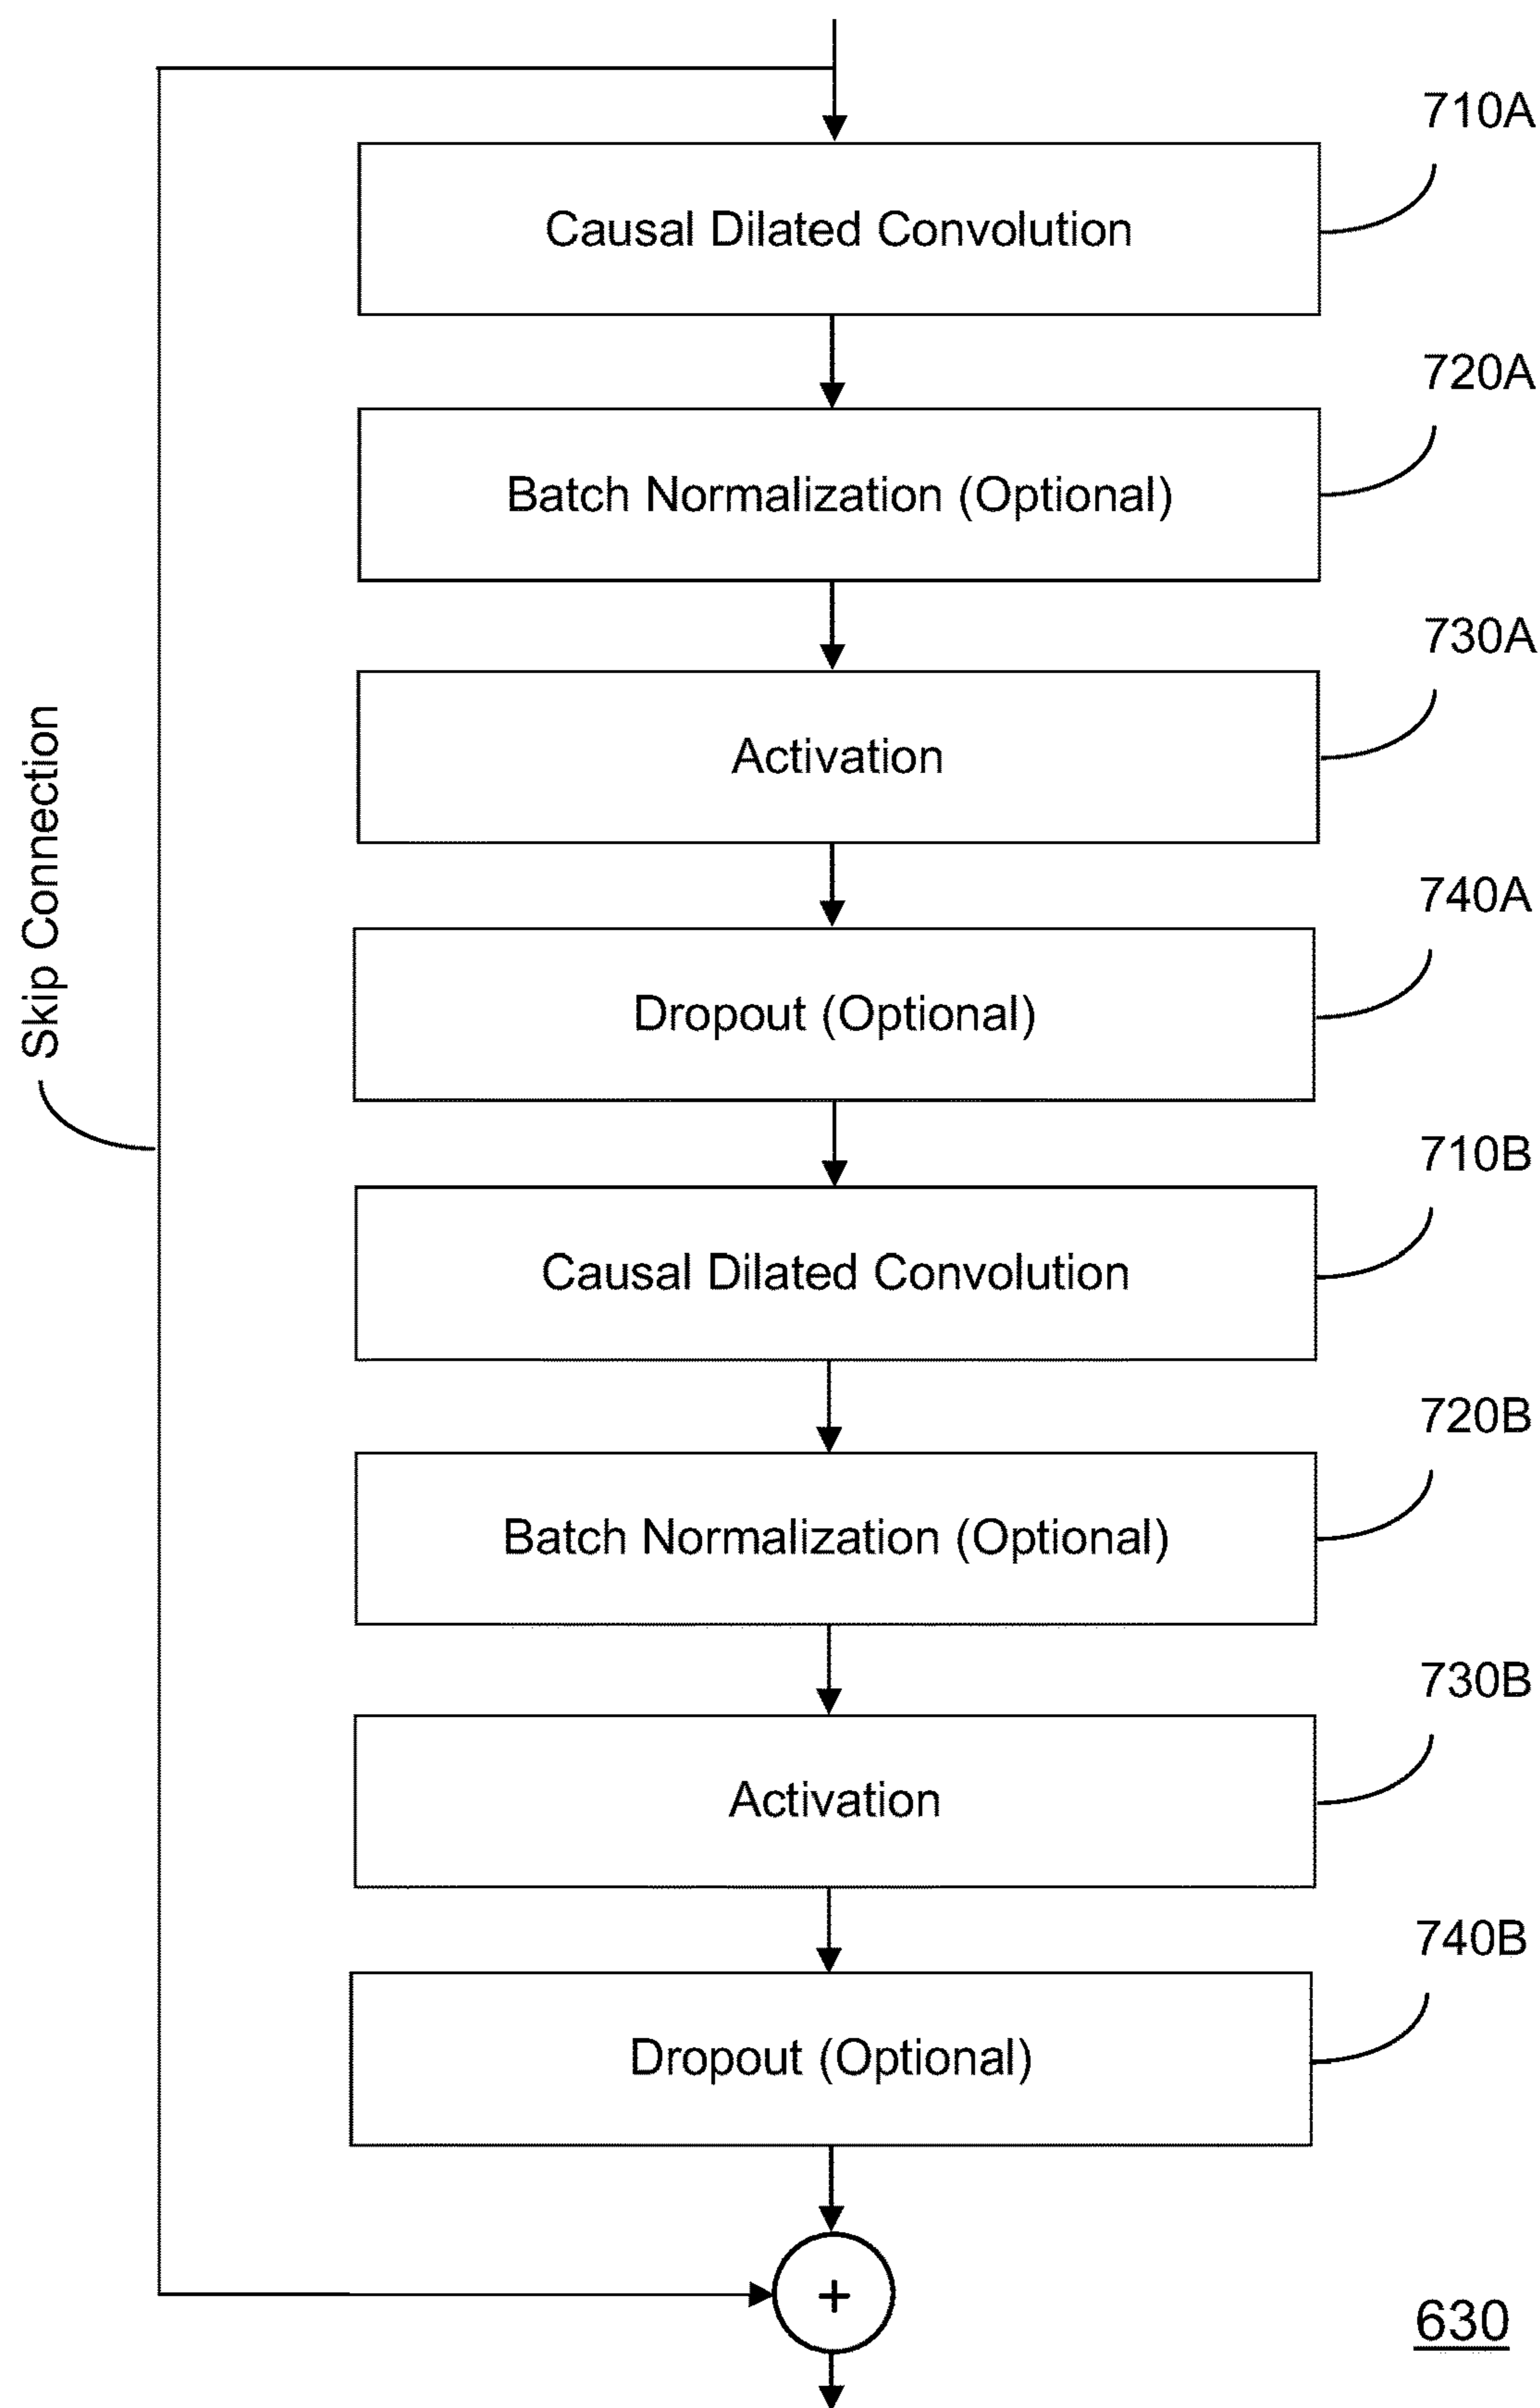 710A
Causal Dilated Convolution
720A
Batch Normalization (Optional)
730A
Activation
740A
Dropout (Optional)
Skip Connection
710B
Causal Dilated Convolution
720B
Batch Normalization (Optional)
730B
Activation
740B
Dropout (Optional)
+
630